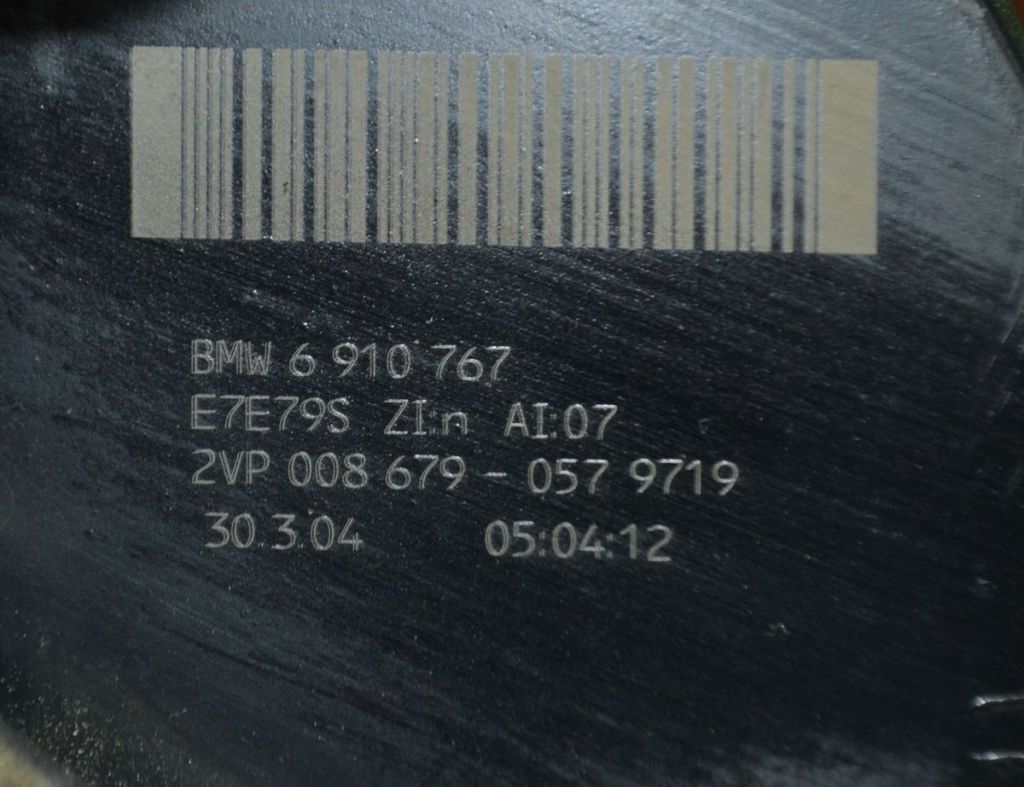 BMW 6 910 767
E7E79S ZI:n AI:07
2VP 008 679 - 057 9719
30.3.04 05:04:12